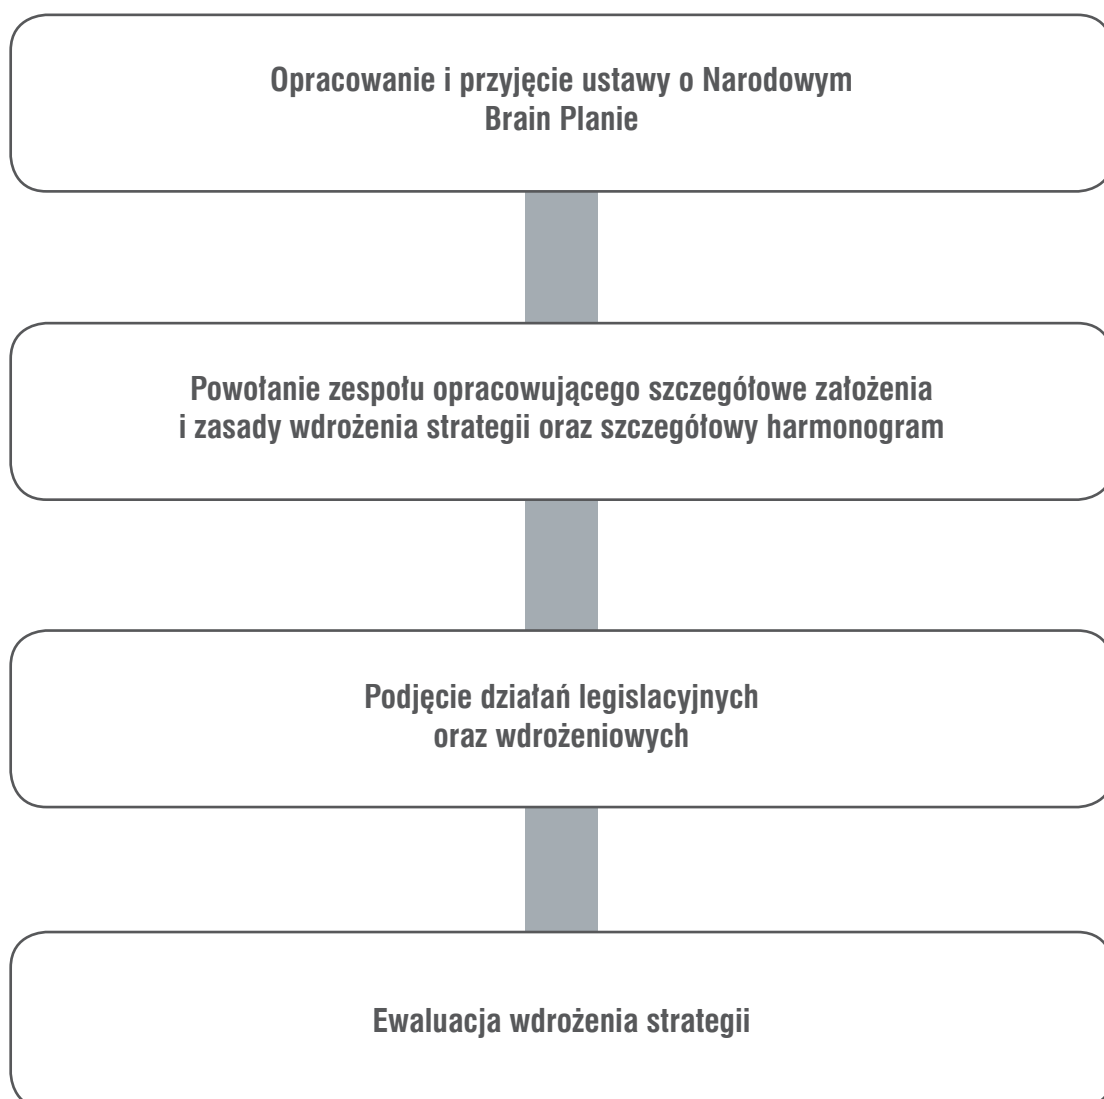 Opracowanie i przyjęcie ustawy o Narodowym
Brain Planie
Powołanie zespołu opracowującego szczegółowe założenia
i zasady wdrożenia strategii oraz szczegółowy harmonogram
Podjęcie działań legislacyjnych
oraz wdrożeniowych
Ewaluacja wdrożenia strategii